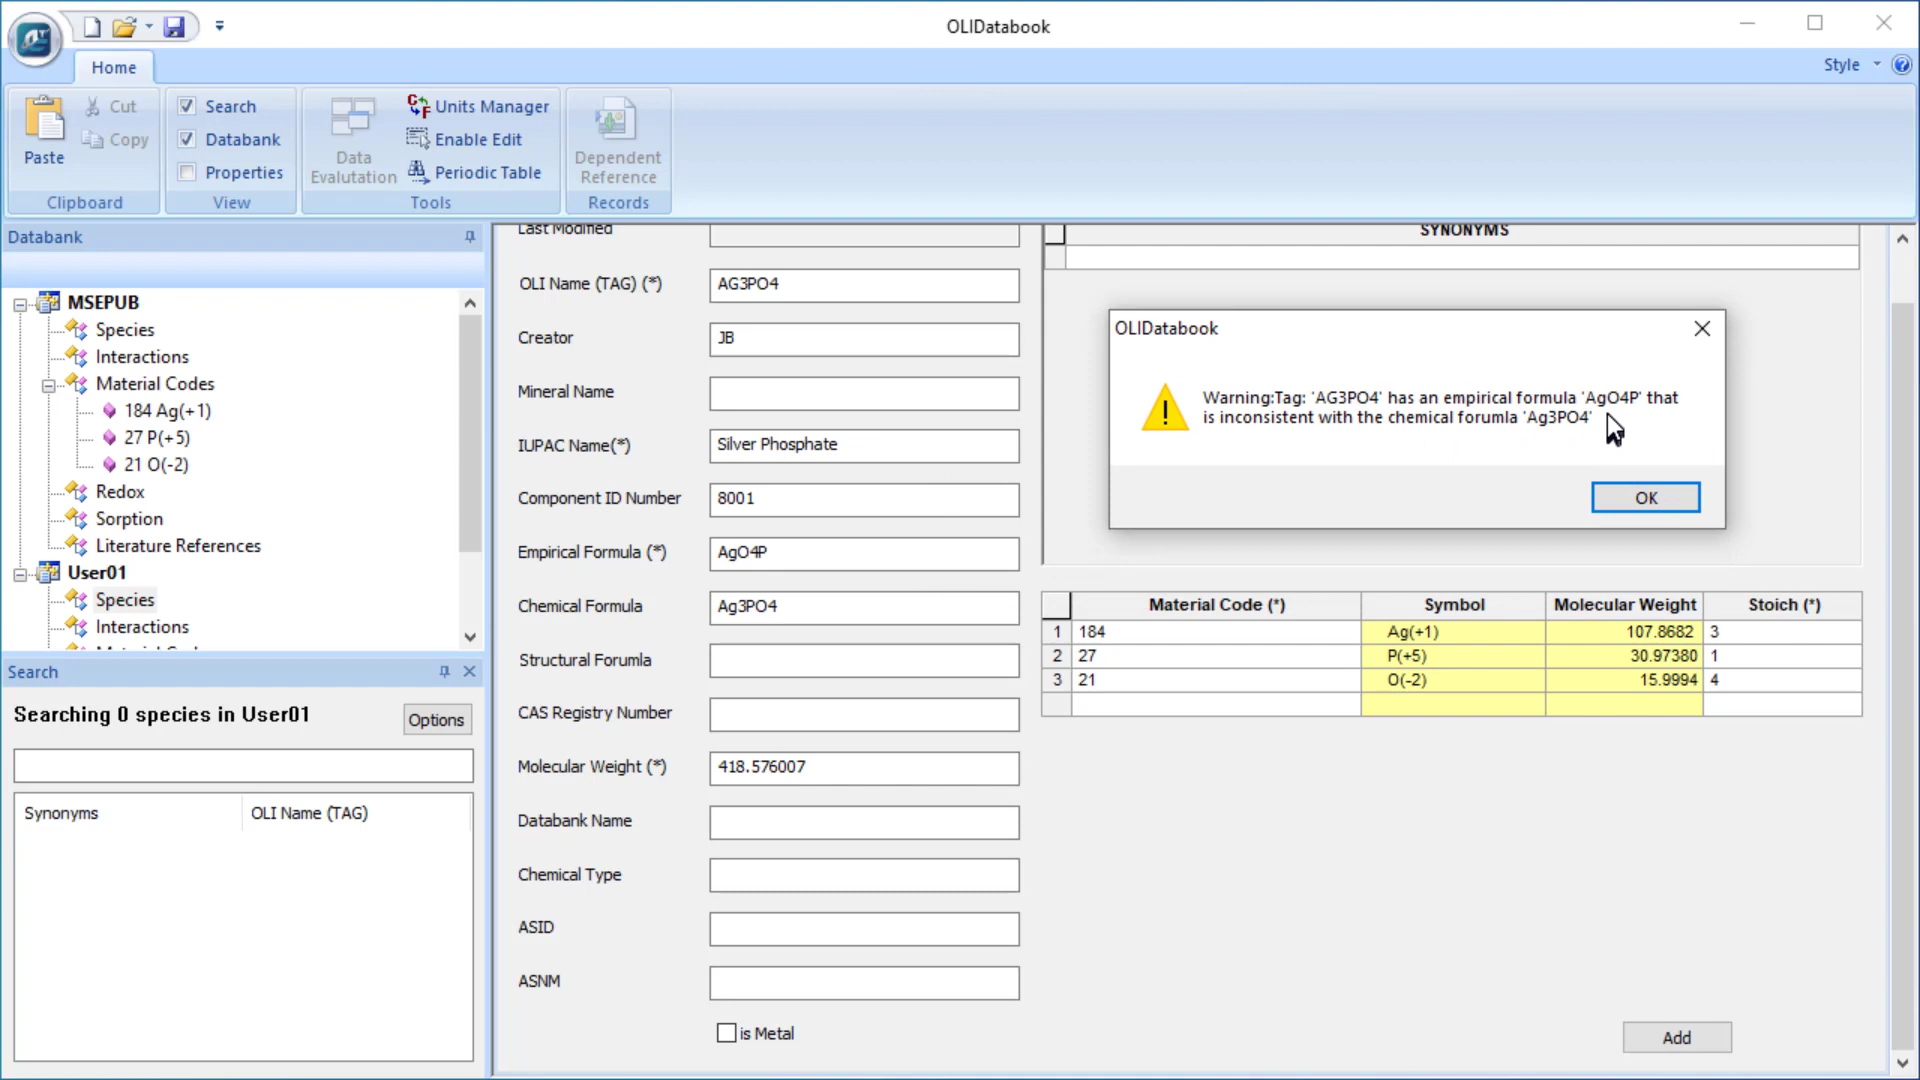 OLIDatabook
Home
Style
Paste
Cut
Copy
Clipboard
Search
Databank
Properties
View
Data
Evalutation
Units Manager
Enable Edit
Periodic Table
Tools
Dependent
Reference
Records
Databank
MSEPUB
Species
Interactions
Material Codes
184 Ag(+1)
27 P(+5)
21 O(-2)
Redox
Sorption
Literature References
User01
Species
Interactions
Search
Searching 0 species in User01
Options
Synonyms OLI Name (TAG)
Last Modified
OLI Name (TAG) (*) AG3PO4
Creator JB
Mineral Name
IUPAC Name(*) Silver Phosphate
Component ID Number 8001
Empirical Formula (*) AgO4P
Chemical Formula Ag3PO4
Structural Forumla
CAS Registry Number
Molecular Weight (*) 418.576007
Databank Name
Chemical Type
ASID
ASNM
is Metal
SYNONYMS
OLIDatabook
Warning:Tag: 'AG3PO4' has an empirical formula 'AgO4P' that
is inconsistent with the chemical forumla 'Ag3PO4'
OK
Material Code (*) Symbol Molecular Weight Stoich (*)
1 184 Ag(+1) 107.8682 3
2 27 P(+5) 30.97380 1
3 21 O(-2) 15.9994 4
Add